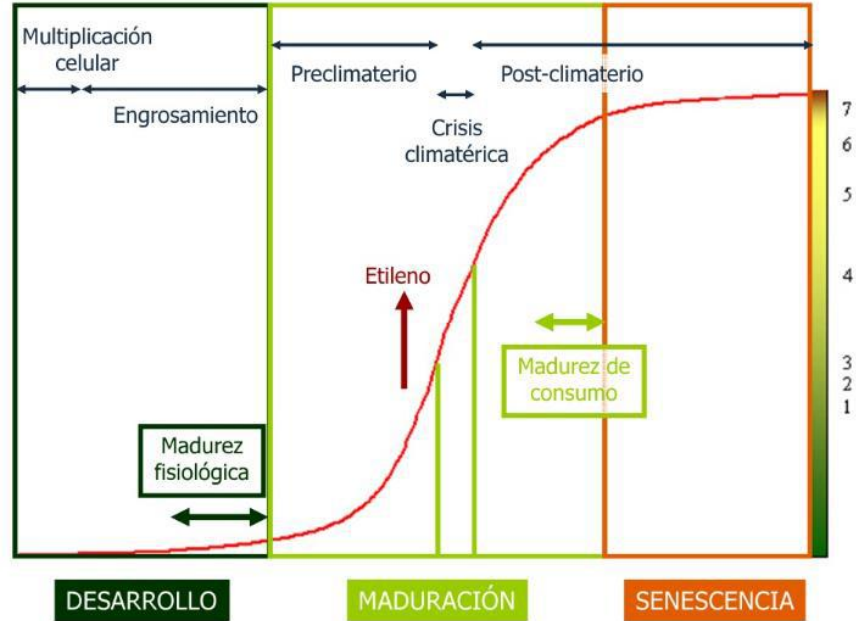 Multiplicación
celular
Engrosamiento
Preclimaterio
Post-climaterio
Crisis
climatérica
Etileno
Madurez de
consumo
Madurez
fisiológica
7
6
5
4
3
2
1
DESARROLLO
MADURACIÓN
SENESCENCIA